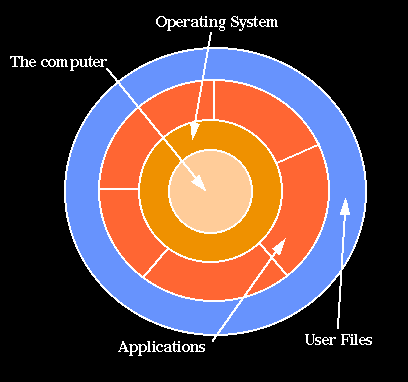 Operating System
The computer
User Files
Applications